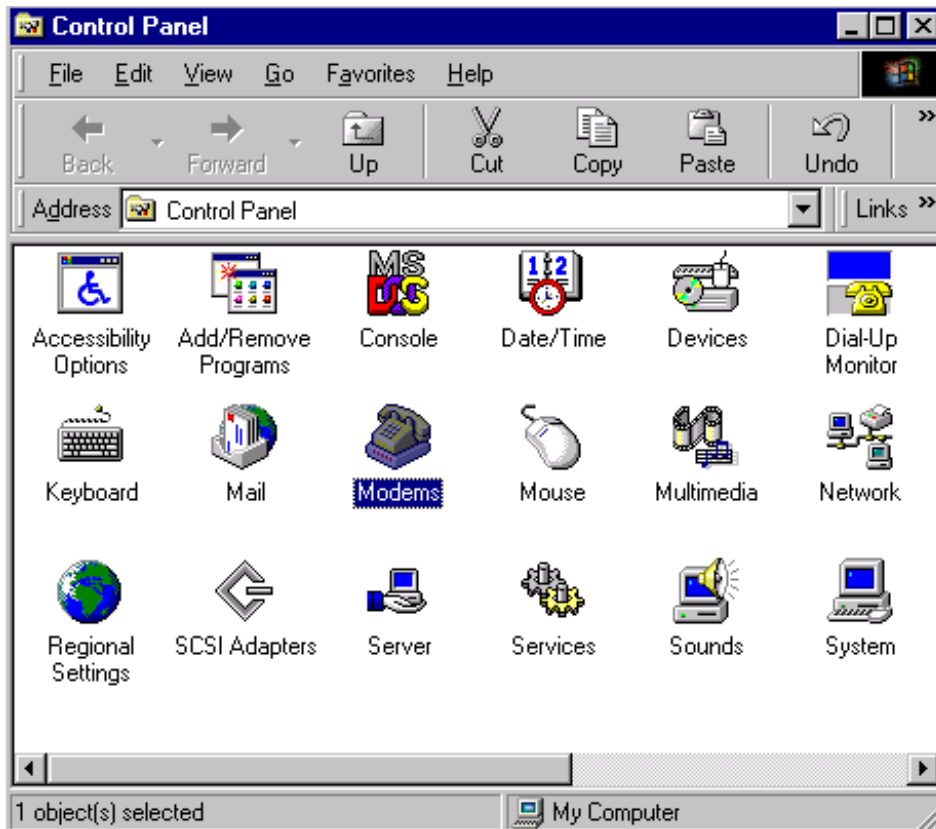 Control Panel
File Edit View Go Favorites Help
Back Forward Up Cut Copy Paste Undo »
Address Control Panel Links »
Accessibility Options
Add/Remove Programs
MS DOS
Console
12
Date/Time
Devices
Dial-Up Monitor
Keyboard
Mail
Modems
Mouse
Multimedia
Network
Regional Settings
SCSI Adapters
Server
Services
Sounds
System
1 object(s) selected
My Computer